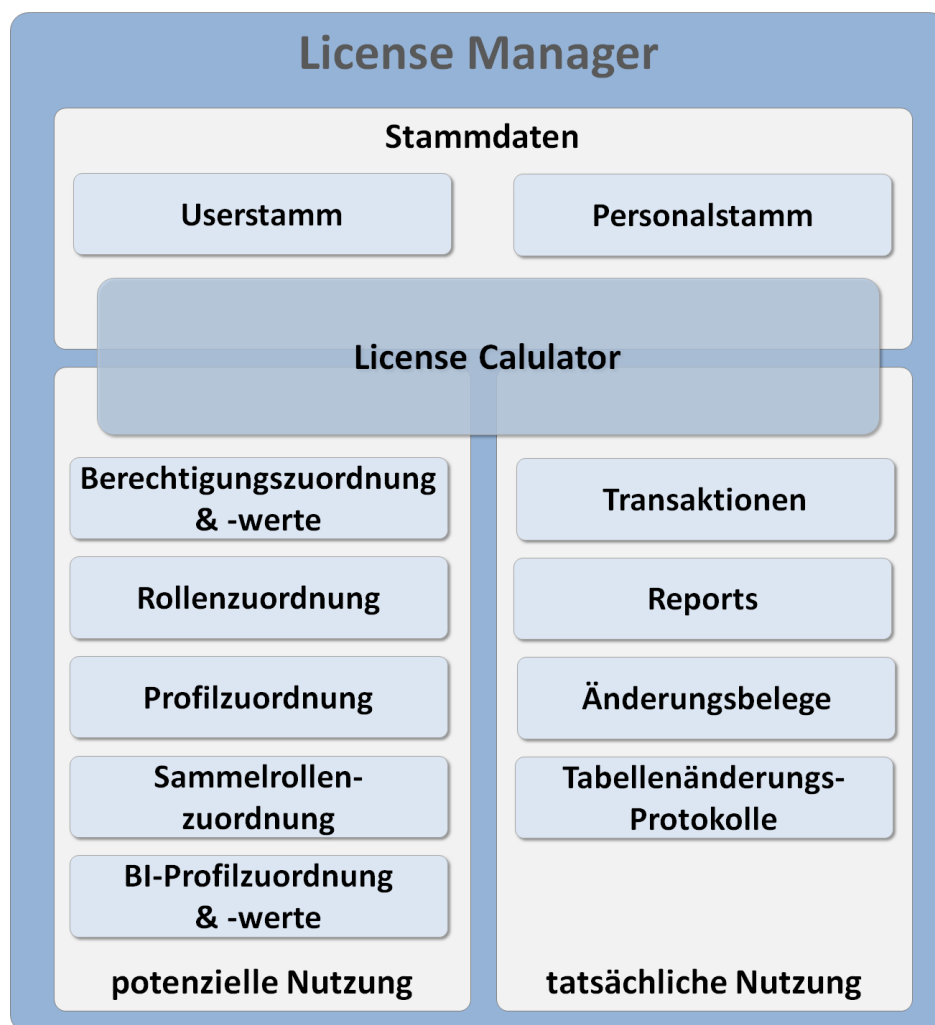 License Manager
Stammdaten
Userstamm
Personalstamm
License Calulator
Berechtigungszuordnung
& -werte
Rollenzuordnung
Profilzuordnung
Sammelrollen-
zuordnung
BI-Profilzuordnung
& -werte
potenzielle Nutzung
Transaktionen
Reports
Änderungsbelege
Tabellenänderungs-
Protokolle
tatsächliche Nutzung